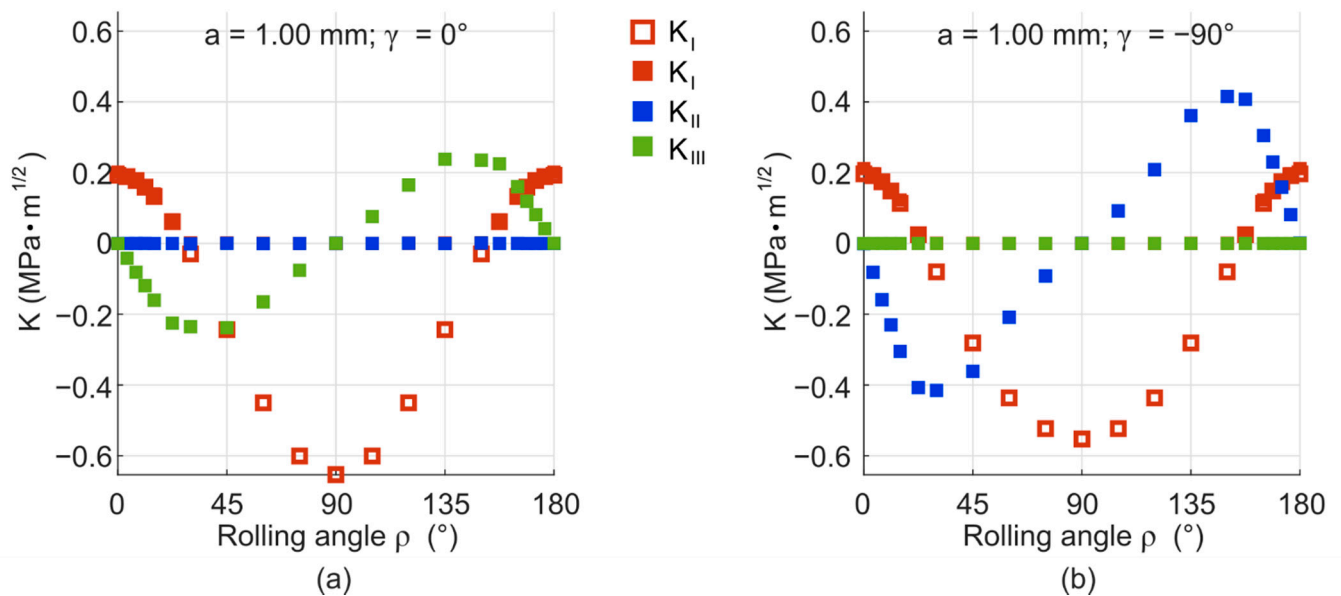 a = 1.00 mm; γ = 0°
0.6
0.4
0.2
0
−0.2
−0.4
−0.6
K (MPa·m^1/2)
0 45 90 135 180
Rolling angle ρ (°)
(a)
K_I
K_I
K_II
K_III
a = 1.00 mm; γ = −90°
0.6
0.4
0.2
0
−0.2
−0.4
−0.6
K (MPa·m^1/2)
0 45 90 135 180
Rolling angle ρ (°)
(b)